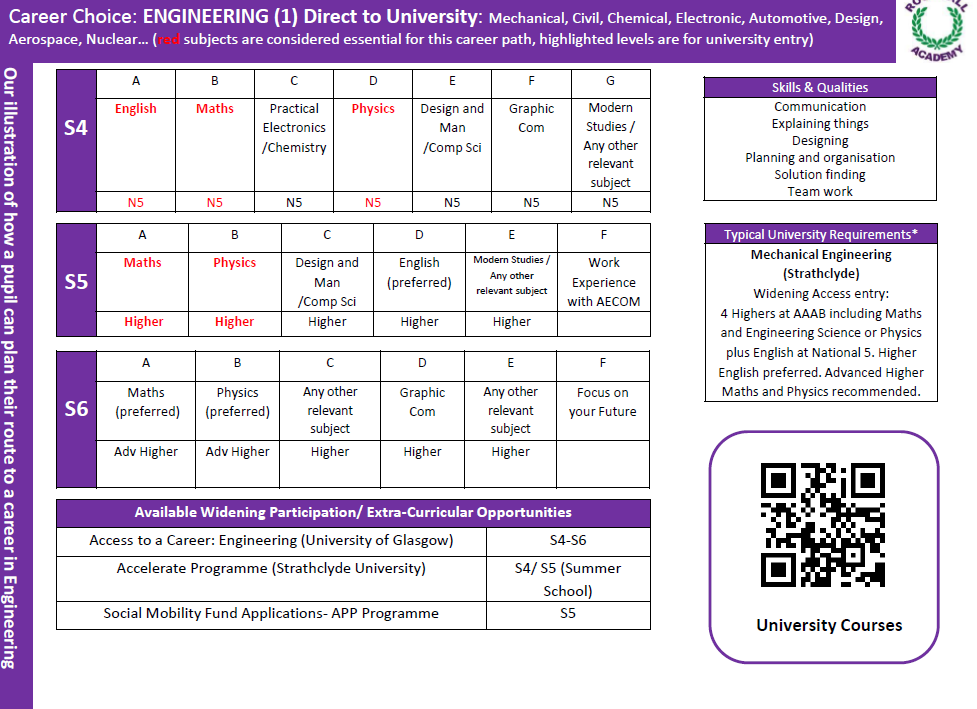 Career Choice: ENGINEERING (1) Direct to University: Mechanical, Civil, Chemical, Electronic, Automotive, Design,
Aerospace, Nuclear... (red subjects are considered essential for this career path, highlighted levels are for university entry)
ACADEMY
Our illustration of how a pupil can plan their route to a career in Engineering
S4
A B C D E F G
English Maths Practical Physics Design and Graphic Modern
Electronics Man Com Studies /
/Chemistry /Comp Sci Any other
relevant
subject
N5 N5 N5 N5 N5 N5 N5
S5
A B C D E F
Maths Physics Design and English Modern Studies / Work
Man (preferred) Any other Experience
/Comp Sci relevant subject with AECOM
Higher Higher Higher Higher Higher
S6
A B C D E F
Maths Physics Any other Graphic Any other Focus on
(preferred) (preferred) relevant Com relevant your Future
subject subject
Adv Higher Adv Higher Higher Higher Higher
Available Widening Participation/ Extra-Curricular Opportunities
Access to a Career: Engineering (University of Glasgow) S4-S6
Accelerate Programme (Strathclyde University) S4/ S5 (Summer
School)
Social Mobility Fund Applications- APP Programme S5
Skills & Qualities
Communication
Explaining things
Designing
Planning and organisation
Solution finding
Team work
Typical University Requirements*
Mechanical Engineering
(Strathclyde)
Widening Access entry:
4 Highers at AAAB including Maths
and Engineering Science or Physics
plus English at National 5. Higher
English preferred. Advanced Higher
Maths and Physics recommended.
University Courses